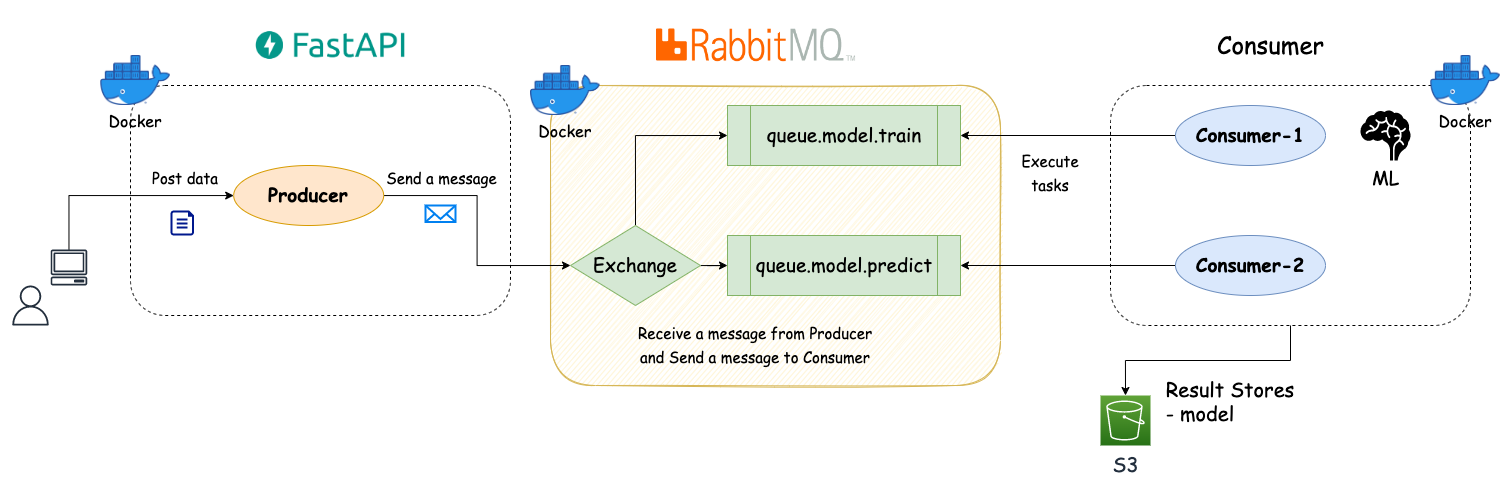 FastAPI
RabbitMQ™
Consumer
Docker
Docker
Docker
Post data
Producer
Send a message
Exchange
queue.model.train
queue.model.predict
Receive a message from Producer
and Send a message to Consumer
Execute
tasks
Consumer-1
ML
Consumer-2
Result Stores
- model
S3